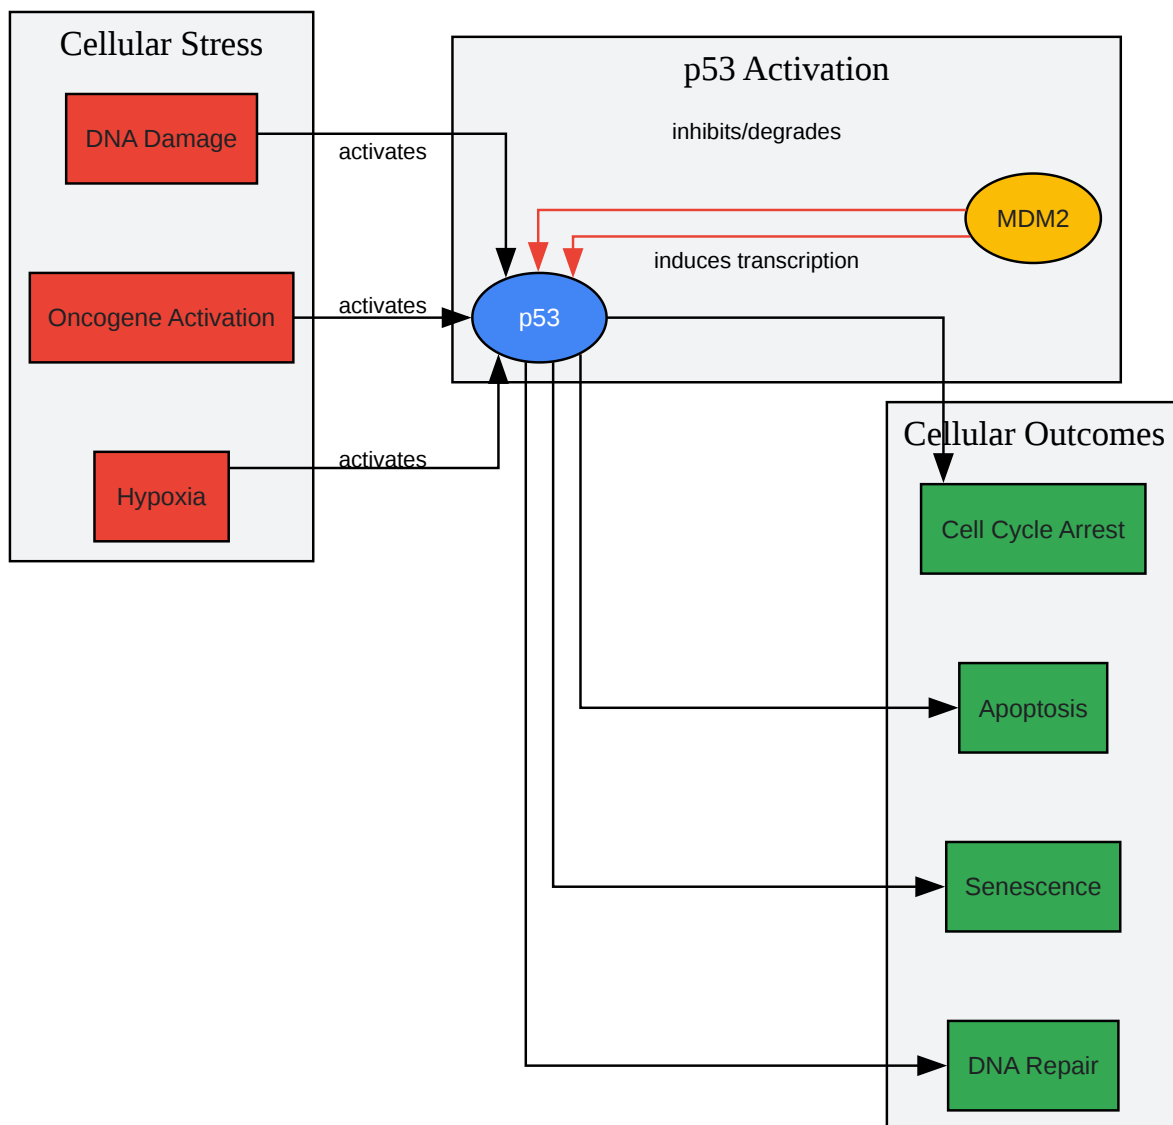 Cellular Stress
DNA Damage
Oncogene Activation
Hypoxia
activates
activates
activates
p53 Activation
inhibits/degrades
MDM2
induces transcription
p53
Cellular Outcomes
Cell Cycle Arrest
Apoptosis
Senescence
DNA Repair